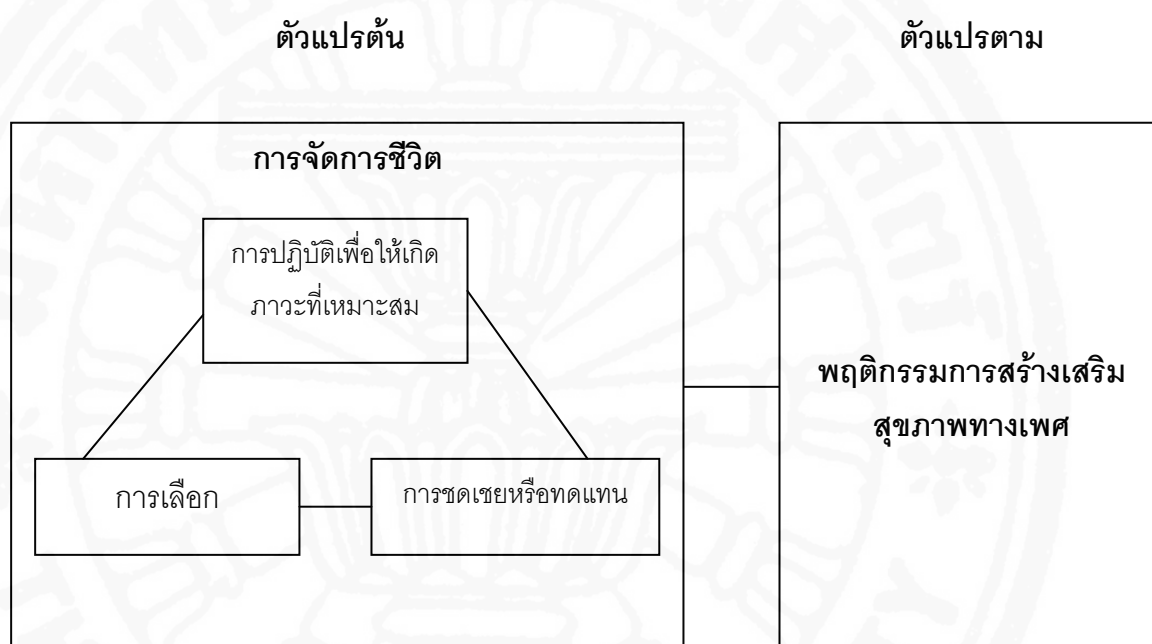 ตัวแปรต้น
ตัวแปรตาม
การจัดการชีวิต
การปฏิบัติเพื่อให้เกิด
ภาวะที่เหมาะสม
การเลือก
การชดเชยหรือทดแทน
พฤติกรรมการสร้างเสริม
สุขภาพทางเพศ